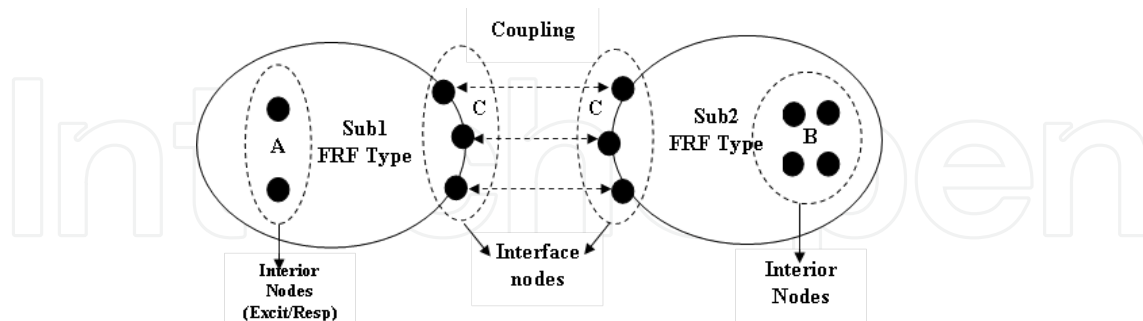 Coupling
C
C
Sub1
FRF Type
A
Sub2
FRF Type
B
Interface
nodes
Interior
Nodes
(Excit/Resp)
Interior
Nodes